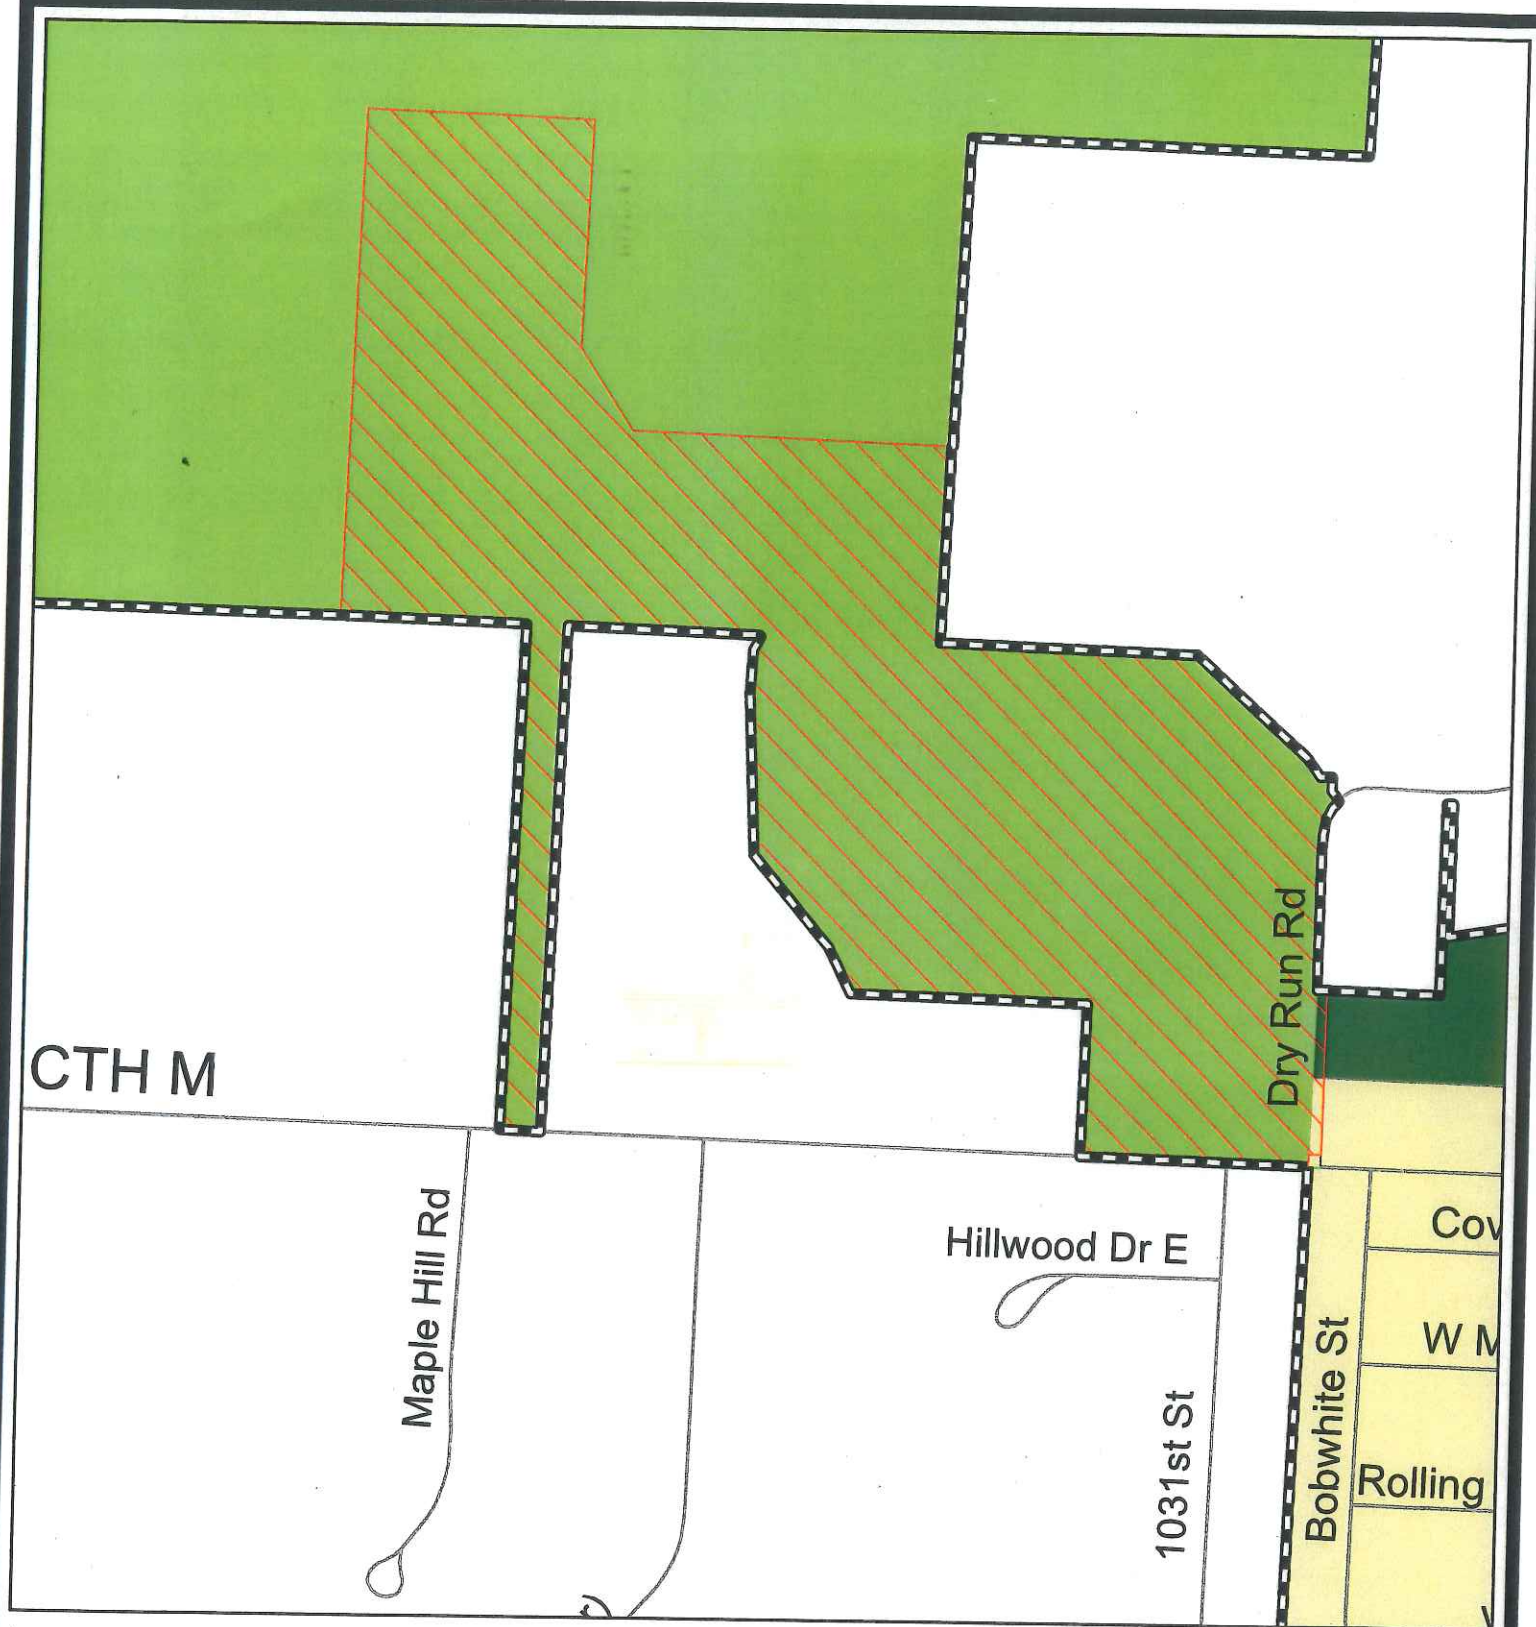 Dry Run Rd
CTH M
Maple Hill Rd
Hillwood Dr E
1031st St
Bobwhite St
Cov
W M
Rolling